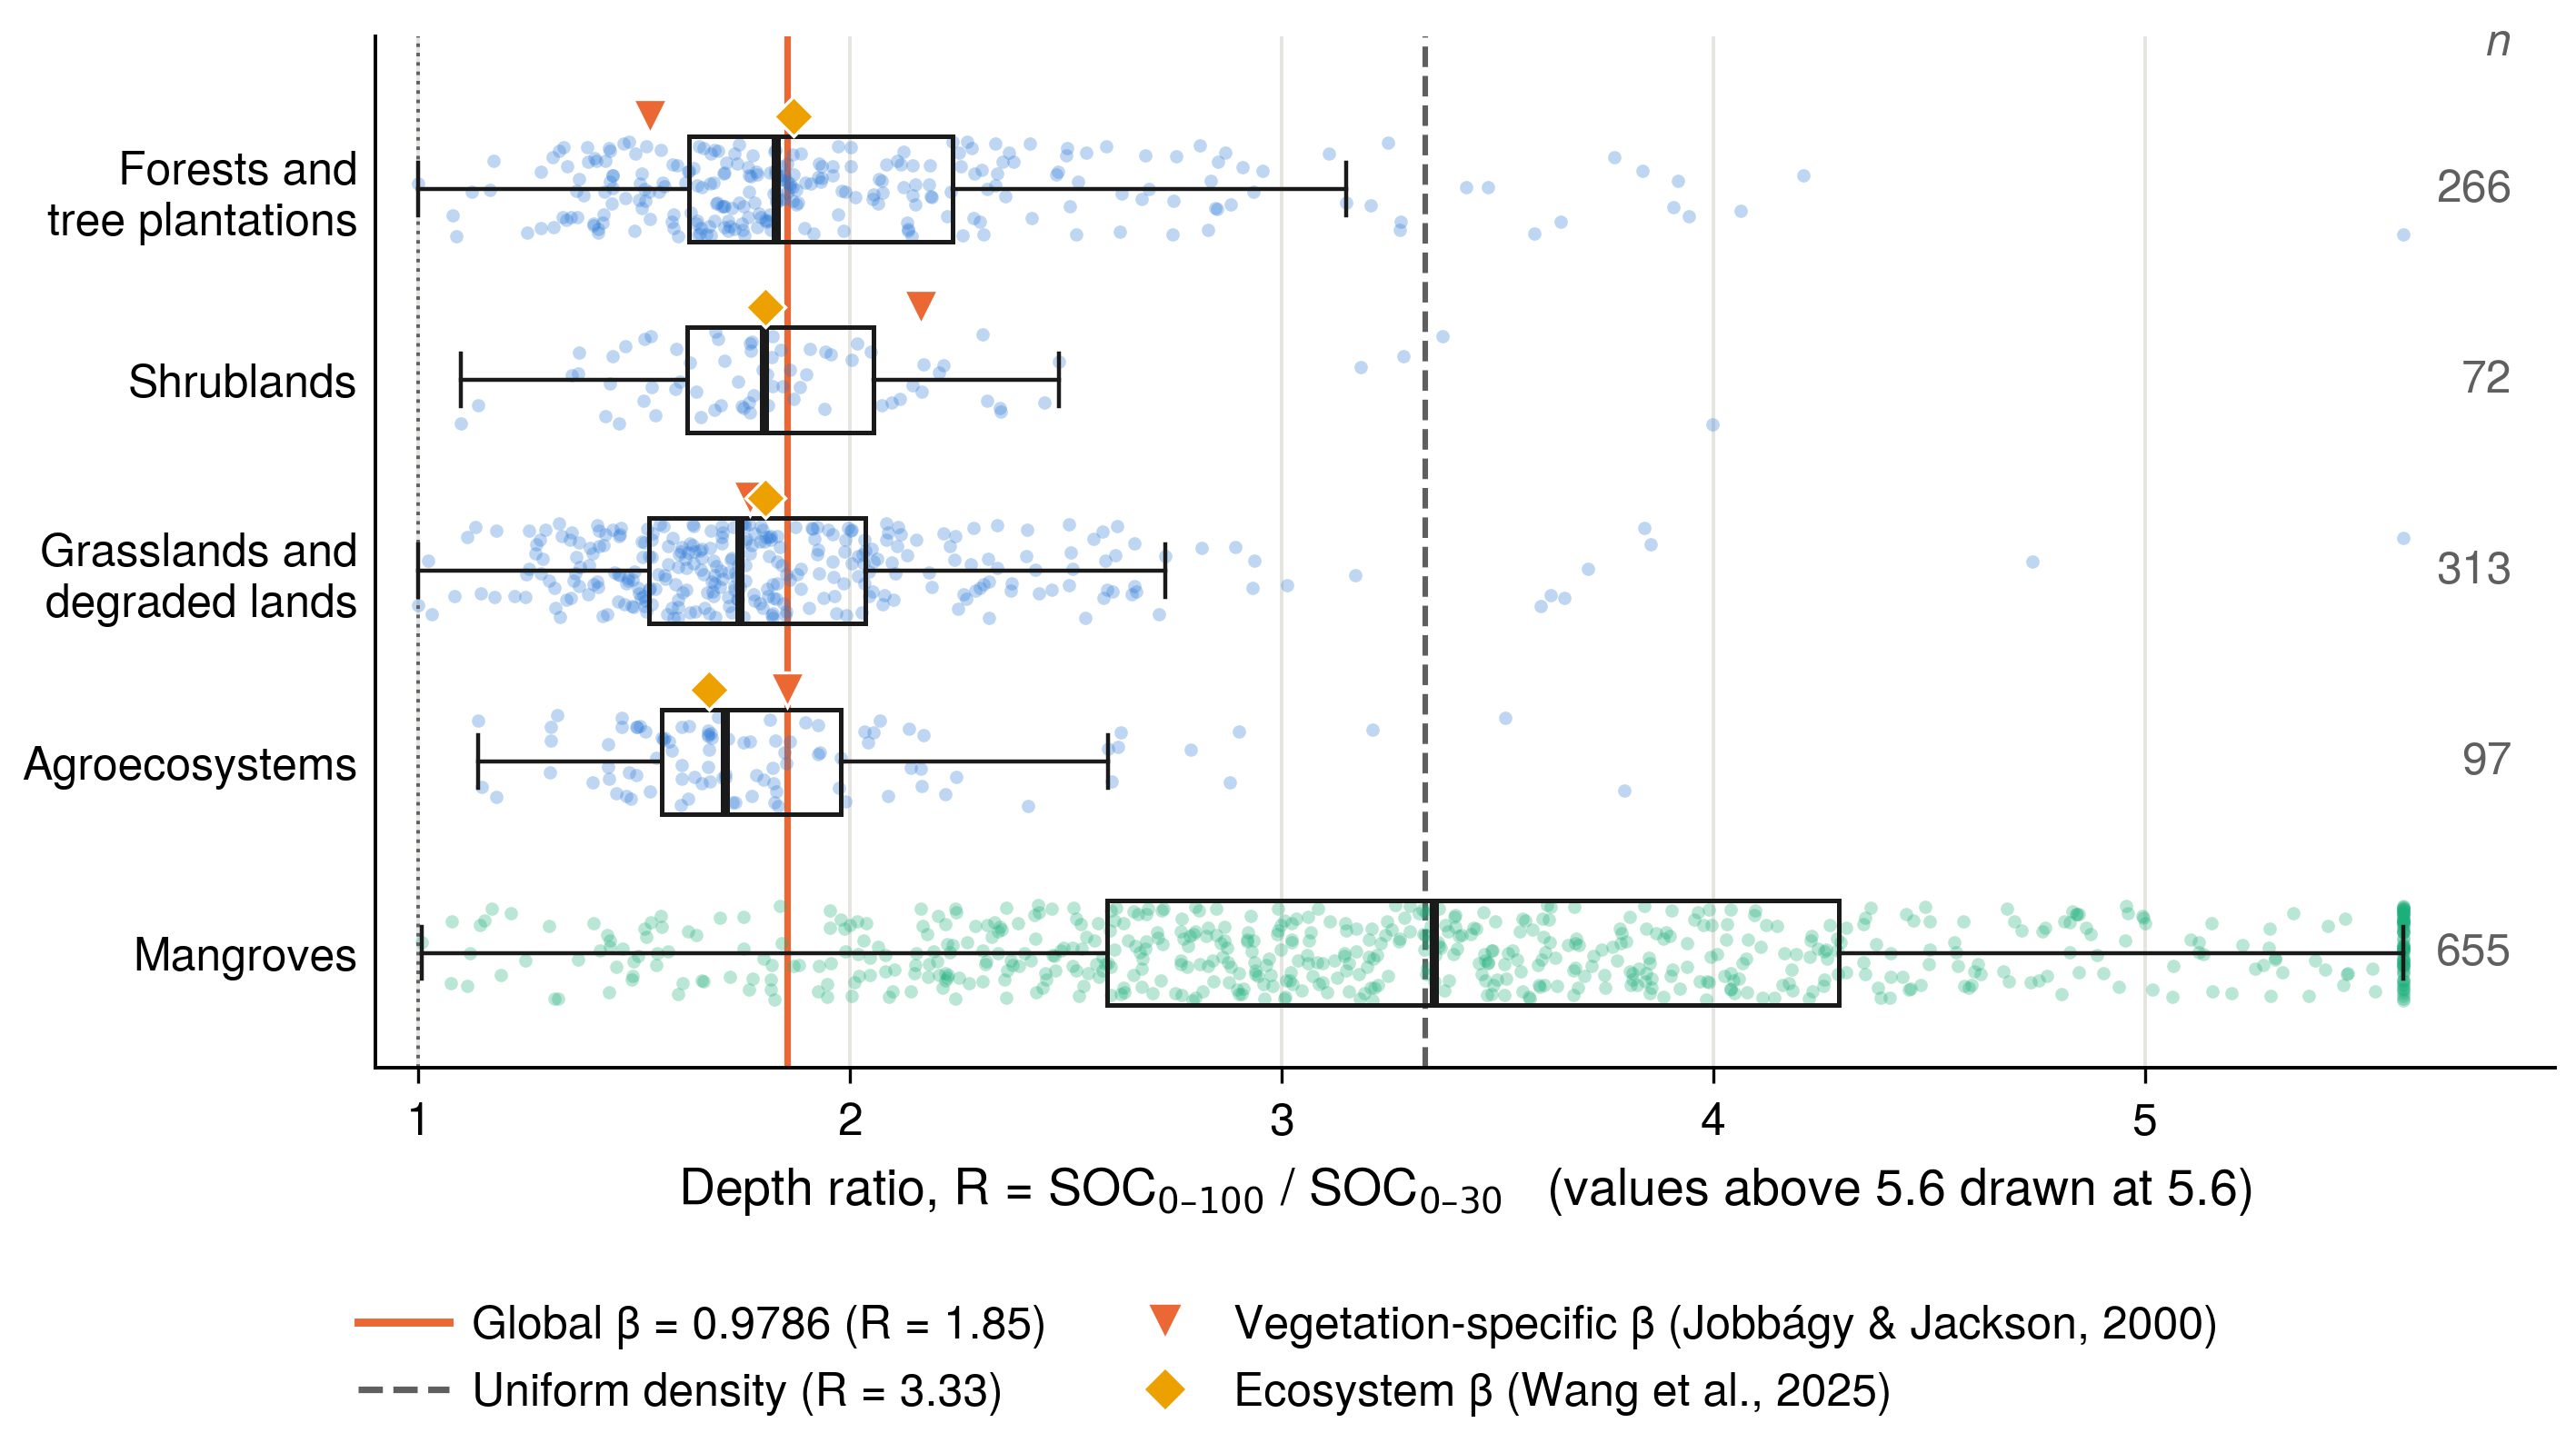 n
Forests and
tree plantations
266
Shrublands
72
Grasslands and
degraded lands
313
Agroecosystems
97
Mangroves
655
1 2 3 4 5
Depth ratio, R = SOC₀₋₁₀₀ / SOC₀₋₃₀ (values above 5.6 drawn at 5.6)
Global β = 0.9786 (R = 1.85)
Uniform density (R = 3.33)
Vegetation-specific β (Jobbágy & Jackson, 2000)
Ecosystem β (Wang et al., 2025)